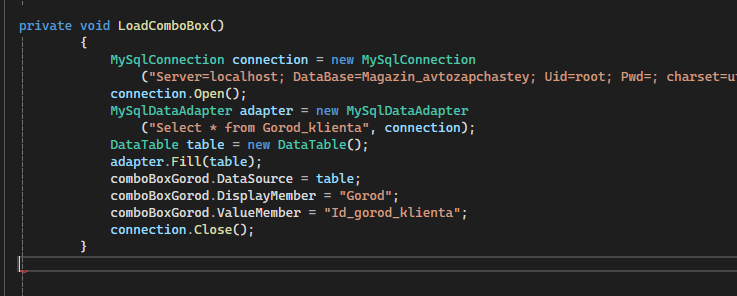 private void LoadComboBox()
{
MySqlConnection connection = new MySqlConnection
("Server=localhost; DataBase=Magazin_avtozapchastey; Uid=root; Pwd=; charset=u
connection.Open();
MySqlDataAdapter adapter = new MySqlDataAdapter
("Select * from Gorod_klienta", connection);
DataTable table = new DataTable();
adapter.Fill(table);
comboBoxGorod.DataSource = table;
comboBoxGorod.DisplayMember = "Gorod";
comboBoxGorod.ValueMember = "Id_gorod_klienta";
connection.Close();
}